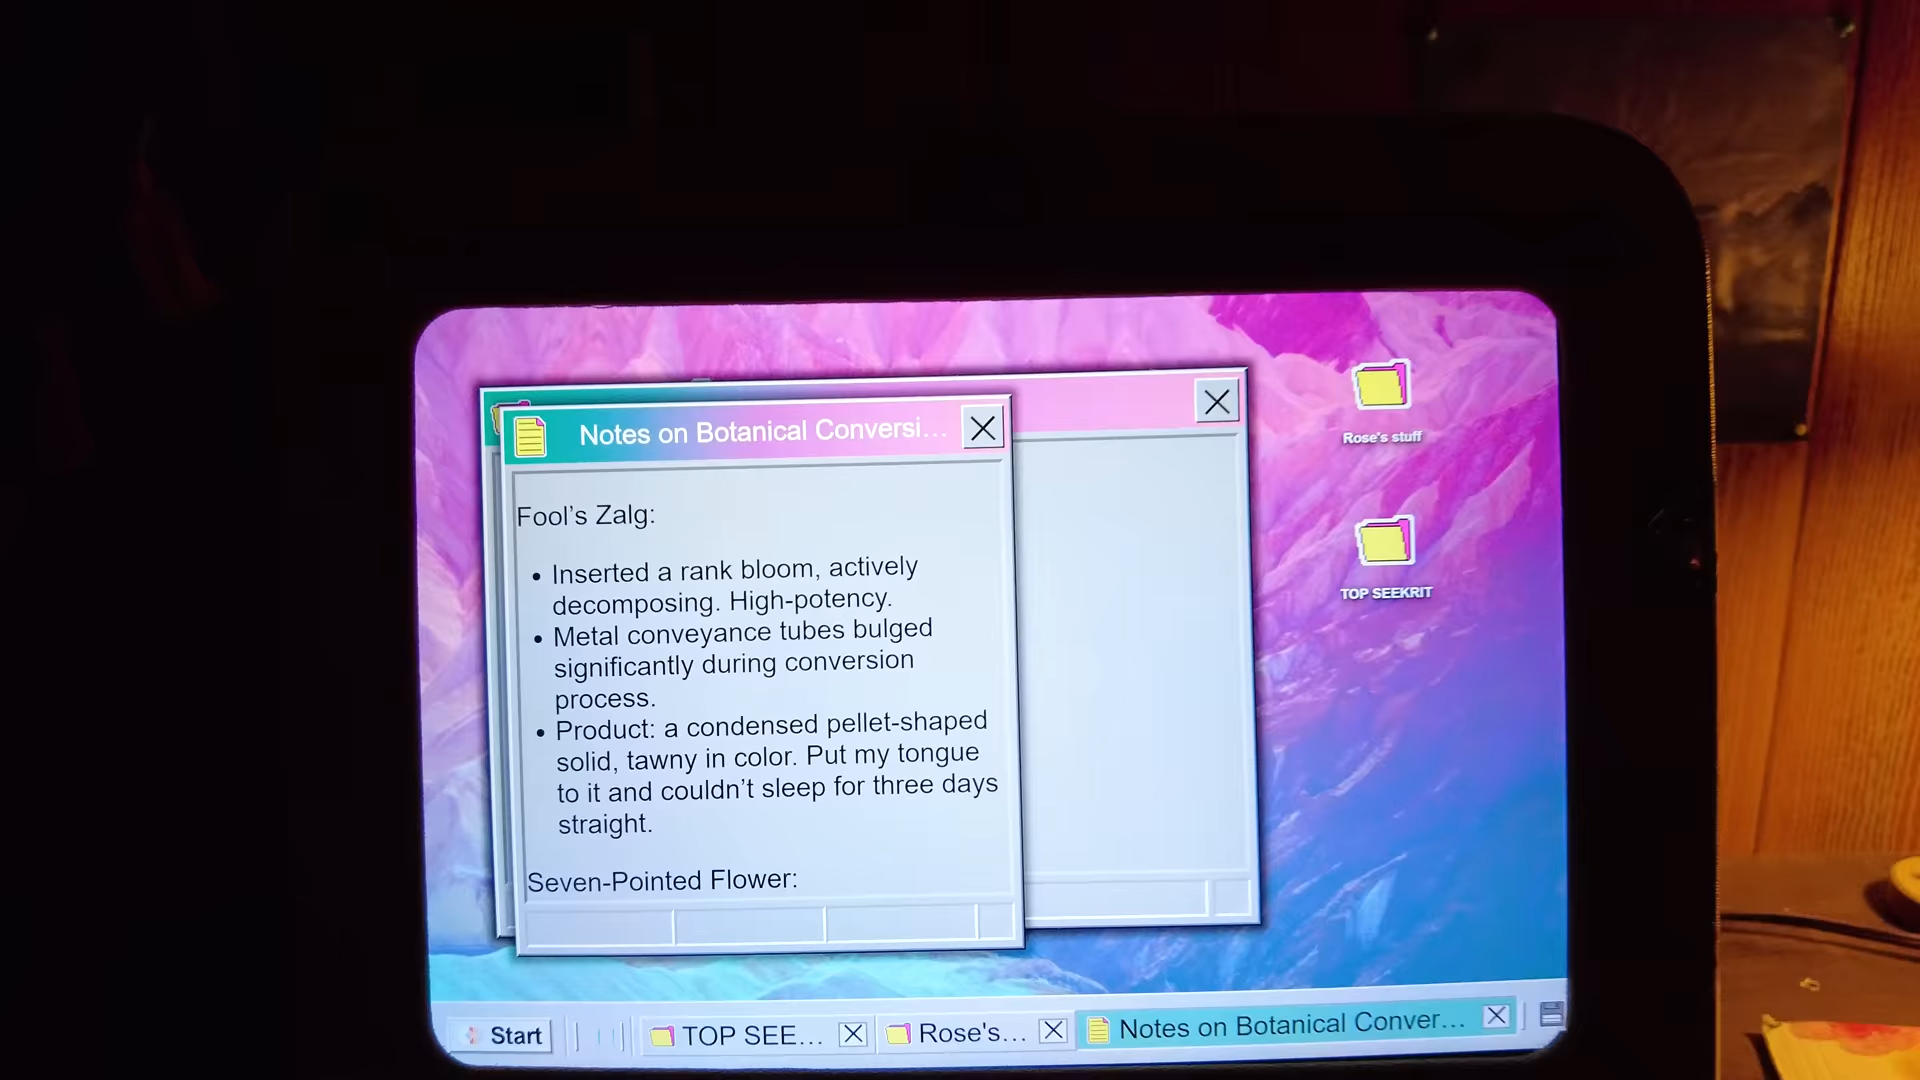 Rose's stuff
TOP SEEKRIT
Notes on Botanical Conversi...
Fool's Zalg:
• Inserted a rank bloom, actively
decomposing. High-potency.
• Metal conveyance tubes bulged
significantly during conversion
process.
• Product: a condensed pellet-shaped
solid, tawny in color. Put my tongue
to it and couldn't sleep for three days
straight.
Seven-Pointed Flower:
Start
TOP SEE...
Rose's...
Notes on Botanical Conver...